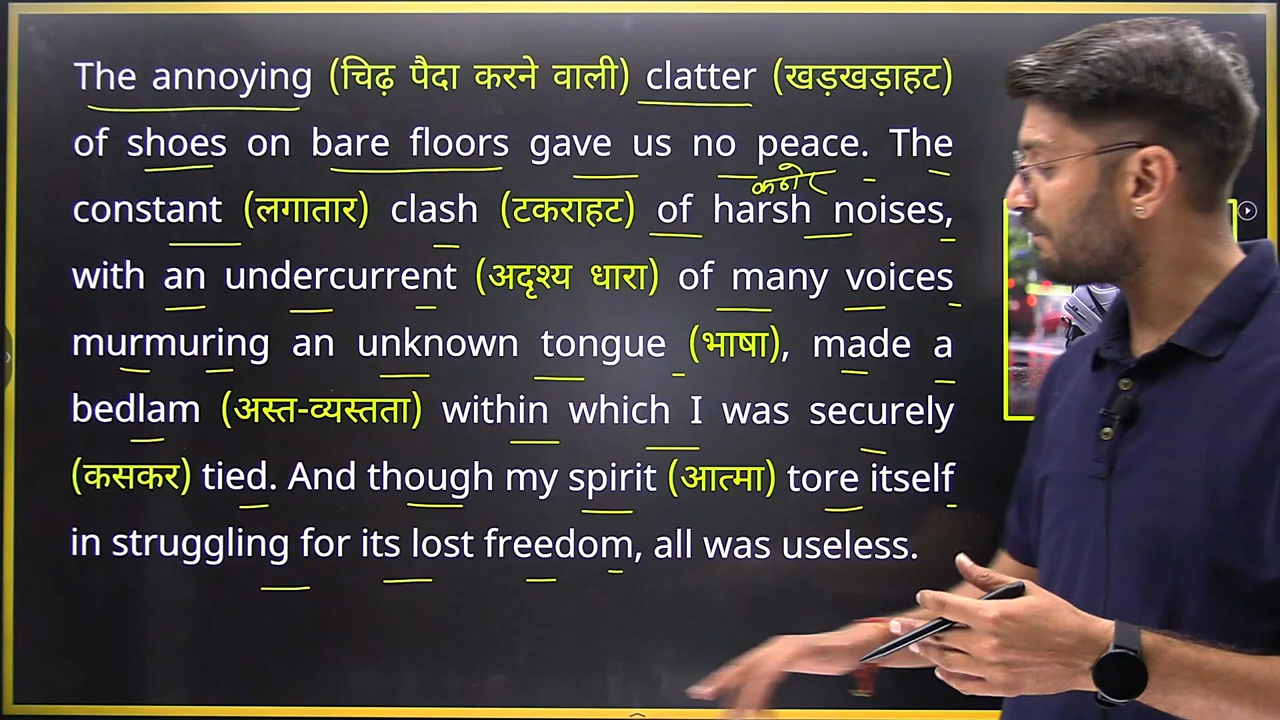 The annoying (चिढ़ पैदा करने वाली) clatter (खड़खड़ाहट)
of shoes on bare floors gave us no peace. The
कठोर
constant (लगातार) clash (टकराहट) of harsh noises,
with an undercurrent (अदृश्य धारा) of many voices
murmuring an unknown tongue (भाषा), made a
bedlam (अस्त-व्यस्तता) within which I was securely
(कसकर) tied. And though my spirit (आत्मा) tore itself
in struggling for its lost freedom, all was useless.